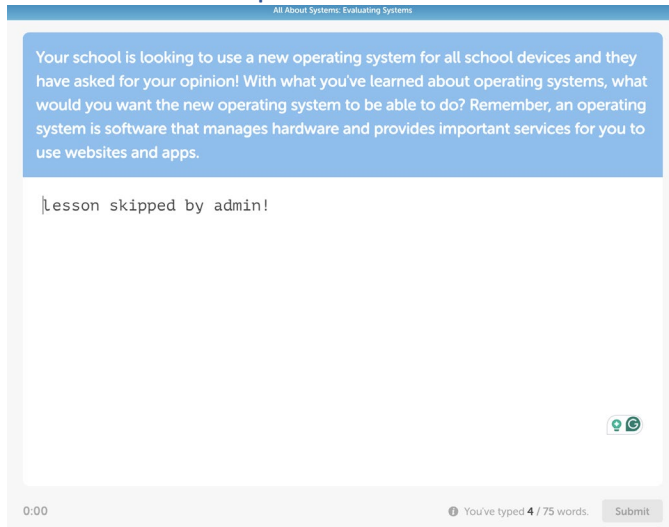 All About Systems: Evaluating Systems
Your school is looking to use a new operating system for all school devices and they
have asked for your opinion! With what you've learned about operating systems, what
would you want the new operating system to be able to do? Remember, an operating
system is software that manages hardware and provides important services for you to
use websites and apps.
lesson skipped by admin!
0:00
You've typed 4 / 75 words.
Submit